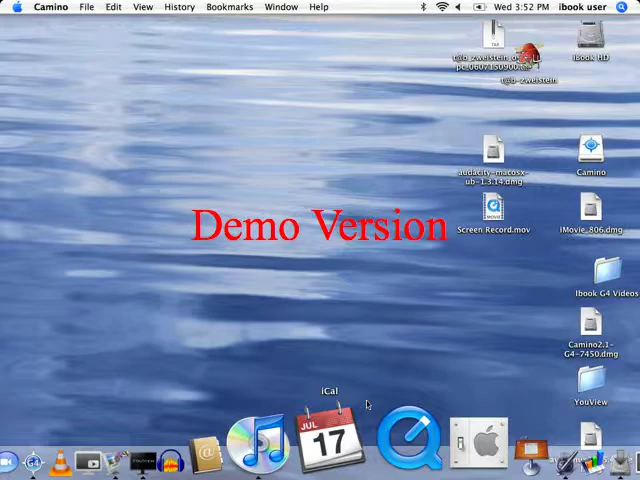 Camino File Edit View History Bookmarks Window Help Wed 3:52 PM ibook user
iBook HD
t@b-zweistein
audacity-macosx-
ub-1.3.14.dmg
Camino
Screen Record.mov
iMovie_806.dmg
Demo Version
Ibook G4 Videos
Camino2.1-
G4-7450.dmg
YouView
iCal
JUL
17
G4